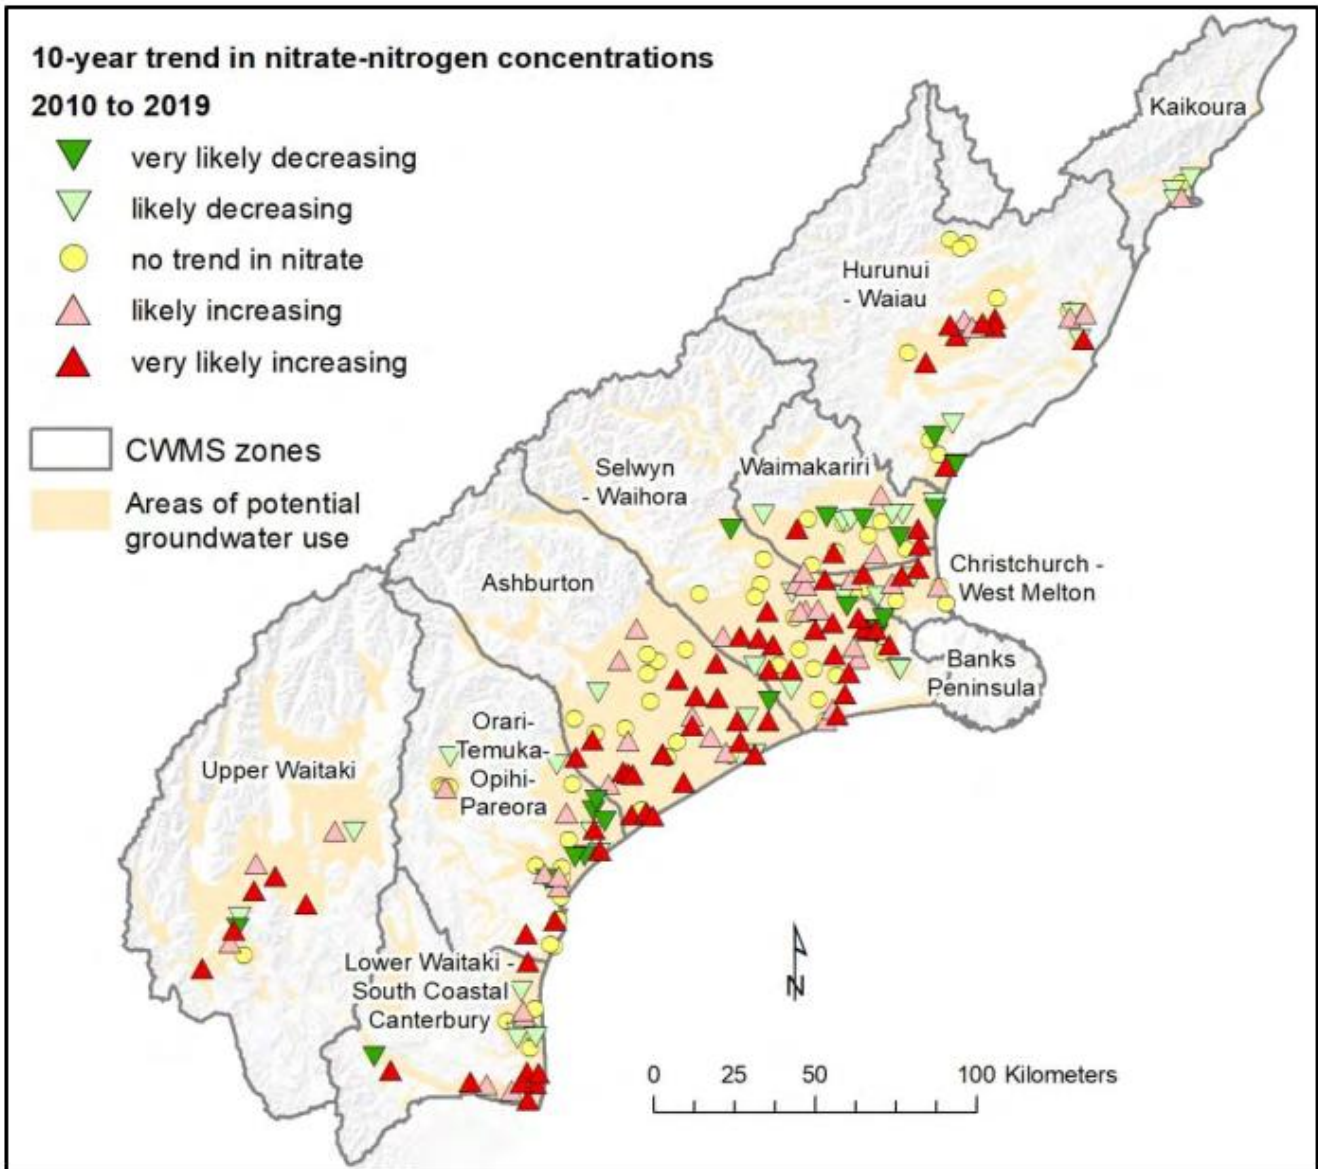 10-year trend in nitrate-nitrogen concentrations
2010 to 2019
very likely decreasing
likely decreasing
no trend in nitrate
likely increasing
very likely increasing
CWMS zones
Areas of potential
groundwater use
Kaikoura
Hurunui
- Waiau
Waimakariri
Selwyn
- Waihora
Christchurch -
West Melton
Ashburton
Banks
Peninsula
Orari-
Temuka-
Opihi-
Pareora
Upper Waitaki
Lower Waitaki -
South Coastal
Canterbury
N
0 25 50 100 Kilometers